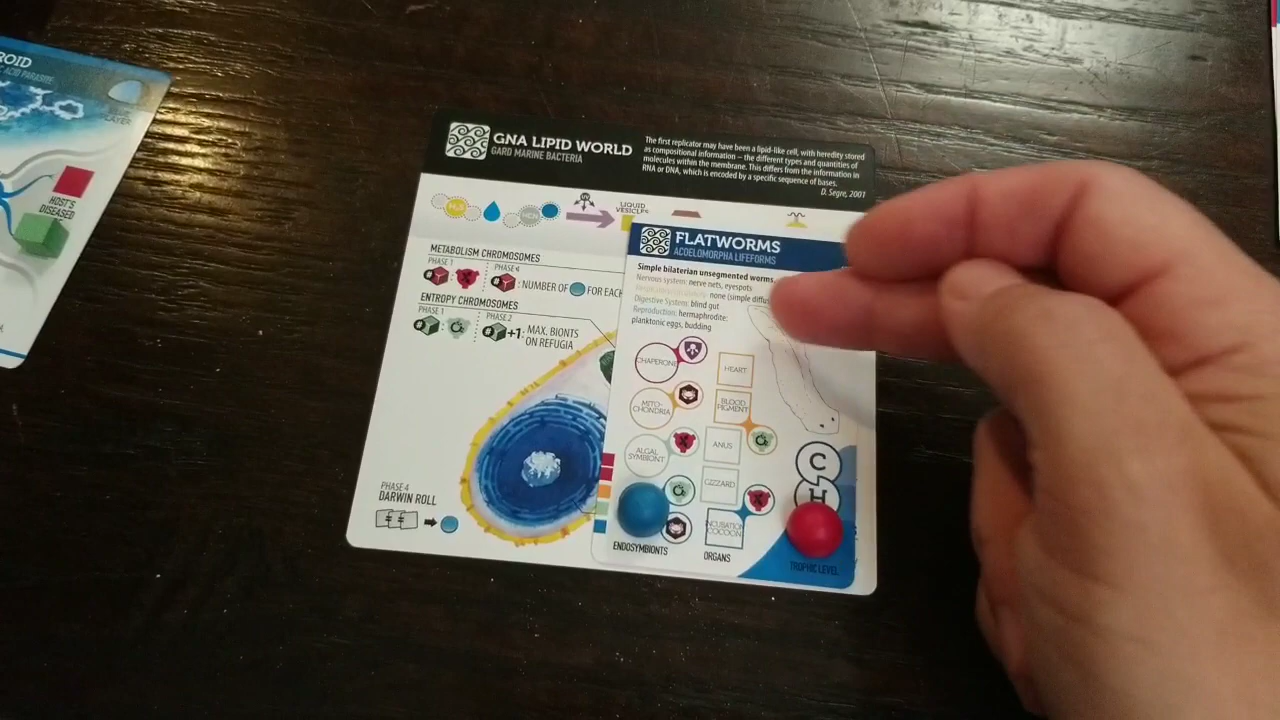 ROID
IC ACID PARASITE
PLAYER
HOST'S
DISEASED
GNA LIPID WORLD
GARD MARINE BACTERIA
The first replicator may have been a lipid-like cell, with heredity stored
as compositional information – the different types and quantities of
molecules within the membrane. This differs from the information in
RNA or DNA, which is encoded by a specific sequence of bases.
D. Segre, 2001
UV
LIQUID
VESICLES
METABOLISM CHROMOSOMES
PHASE 1
PHASE 4
# : NUMBER OF FOR EACH
ENTROPY CHROMOSOMES
PHASE 1
PHASE 2
# +1: MAX. BIONTS
ON REFUGIA
PHASE 4
DARWIN ROLL
FLATWORMS
ACOELOMORPHA LIFEFORMS
Simple bilaterian unsegmented worms
Nervous system: nerve nets, eyespots
none (simple diffus
Digestive System: blind gut
Reproduction: hermaphrodite:
planktonic eggs, budding
CHAPERONE
HEART
MITO-
CHONDRIA
BLOOD
PIGMENT
ALGAL
SYMBIONT
ANUS
GIZZARD
INCUBATION
COCOON
C
H
ENDOSYMBIONTS
ORGANS
TROPHIC LEVEL